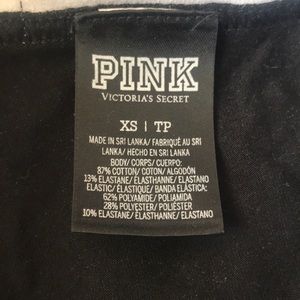 PINK
VICTORIA'S SECRET
XS | TP
MADE IN SRI LANKA/ FABRIQUÉ AU SRI
LANKA/ HECHO EN SRI LANKA
BODY/ CORPS/ CUERPO:
87% COTTON/ COTON/ ALGODÓN
13% ELASTANE/ ÉLASTHANNE/ ELASTANO
ELASTIC/ ÉLASTIQUE/ BANDA ELÁSTICA:
62% POLYAMIDE/ POLIAMIDA
28% POLYESTER/ POLIÉSTER
10% ELASTANE/ ÉLASTHANNE/ ELASTANO